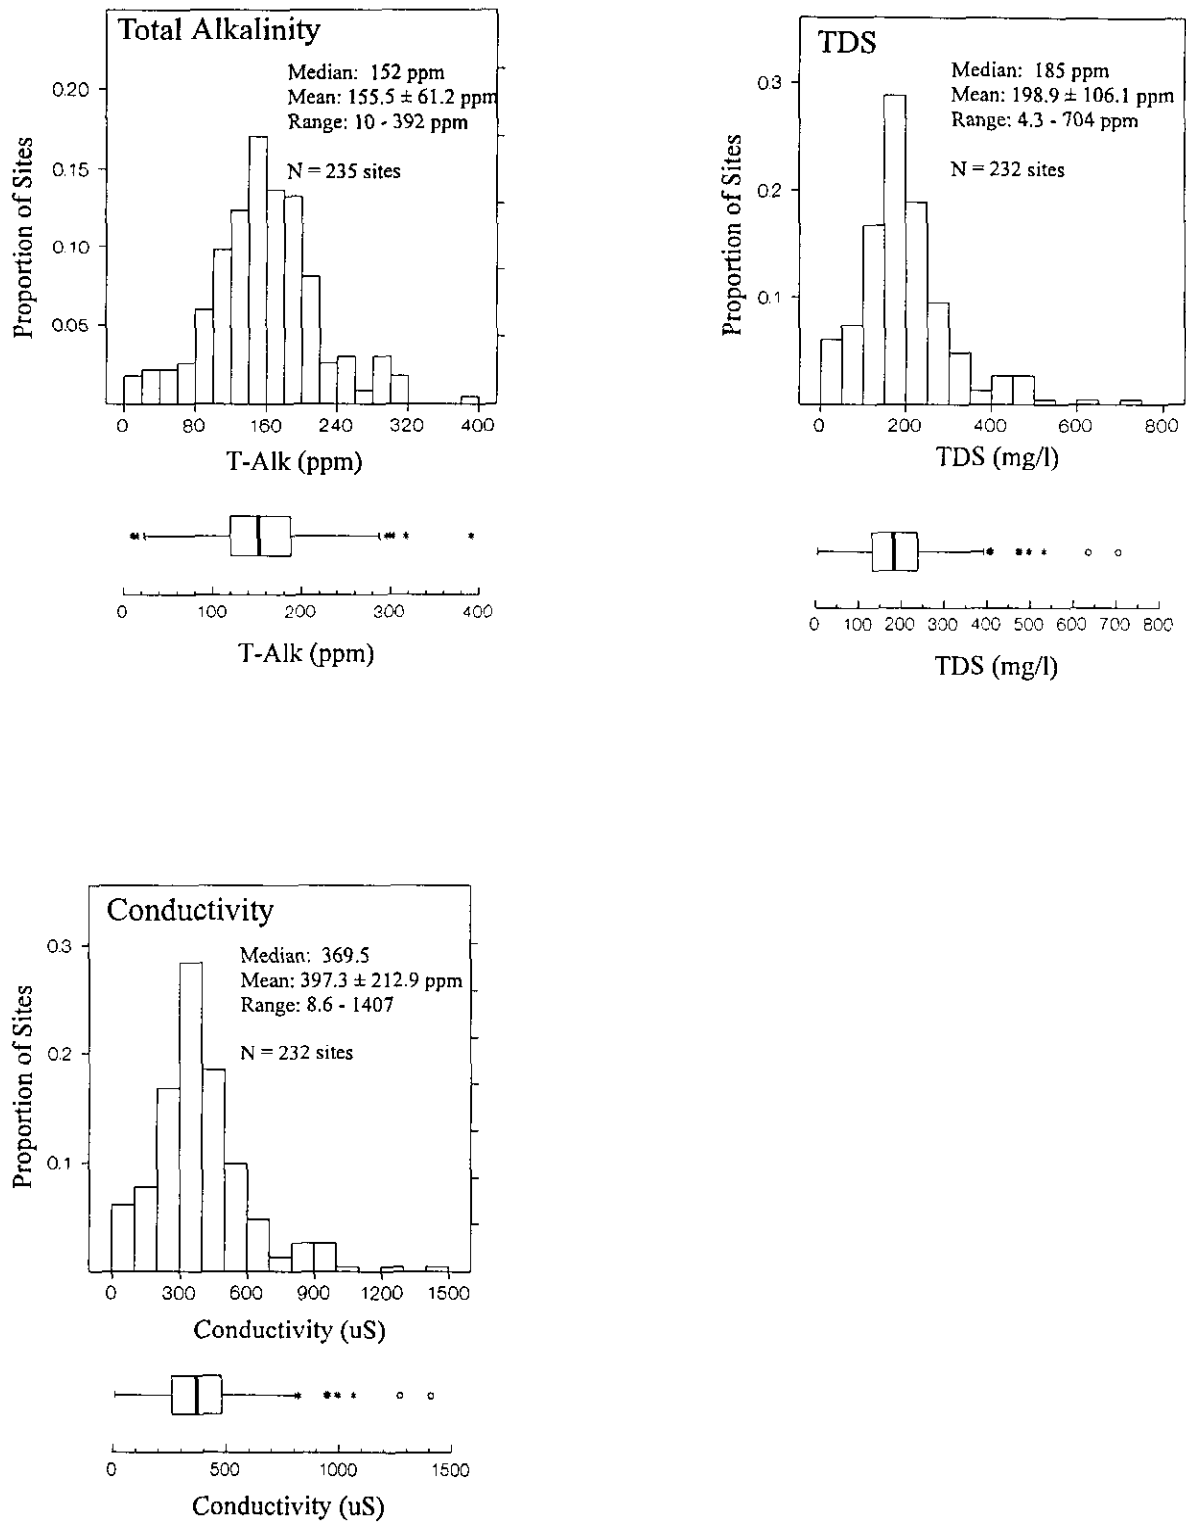 Total Alkalinity
Median: 152 ppm
Mean: 155.5 ± 61.2 ppm
Range: 10 - 392 ppm
N = 235 sites
Proportion of Sites
0.20
0.15
0.10
0.05
0 80 160 240 320 400
T-Alk (ppm)
0 100 200 300 400
T-Alk (ppm)
TDS
Median: 185 ppm
Mean: 198.9 ± 106.1 ppm
Range: 4.3 - 704 ppm
N = 232 sites
Proportion of Sites
0.3
0.2
0.1
0 200 400 600 800
TDS (mg/l)
0 100 200 300 400 500 600 700 800
TDS (mg/l)
Conductivity
Median: 369.5
Mean: 397.3 ± 212.9 ppm
Range: 8.6 - 1407
N = 232 sites
Proportion of Sites
0.3
0.2
0.1
0 300 600 900 1200 1500
Conductivity (uS)
0 500 1000 1500
Conductivity (uS)